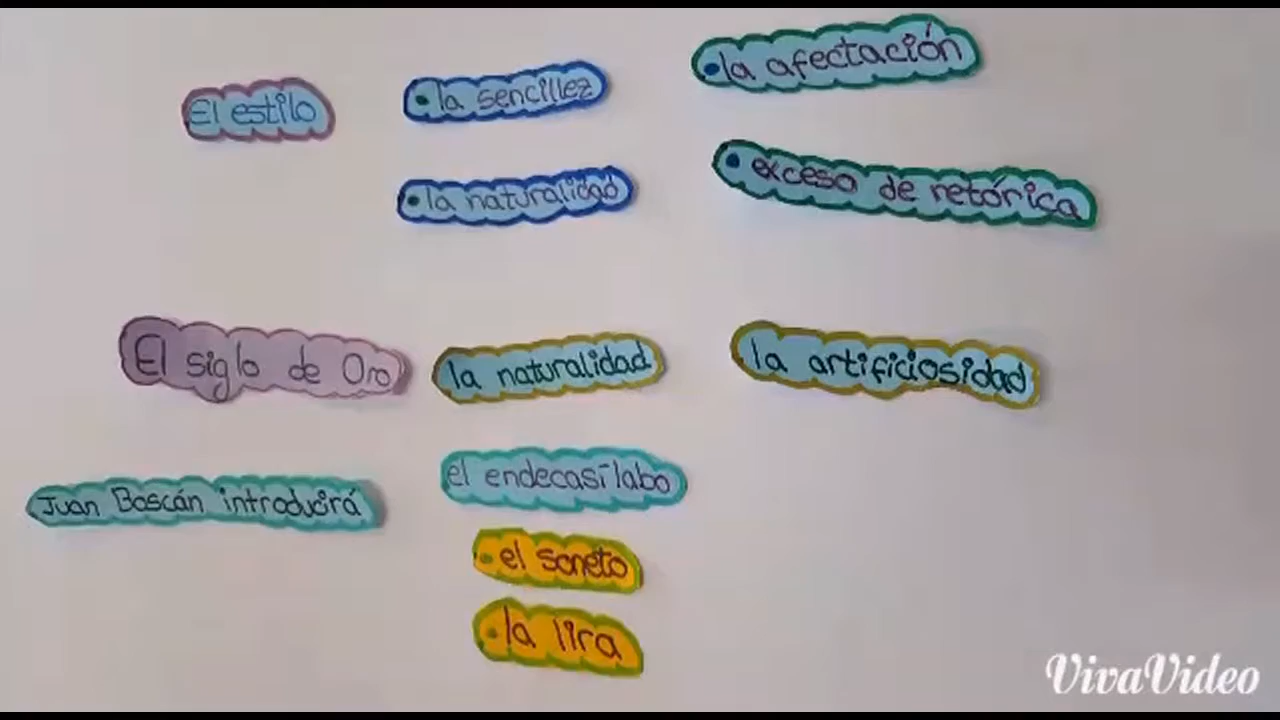 El estilo
• la sencillez
• la afectación
• la naturalidad
• exceso de retórica
El siglo de Oro
la naturalidad
la artificiosidad
Juan Boscán introducirá
el endecasílabo
• el soneto
• la lira
VivaVideo